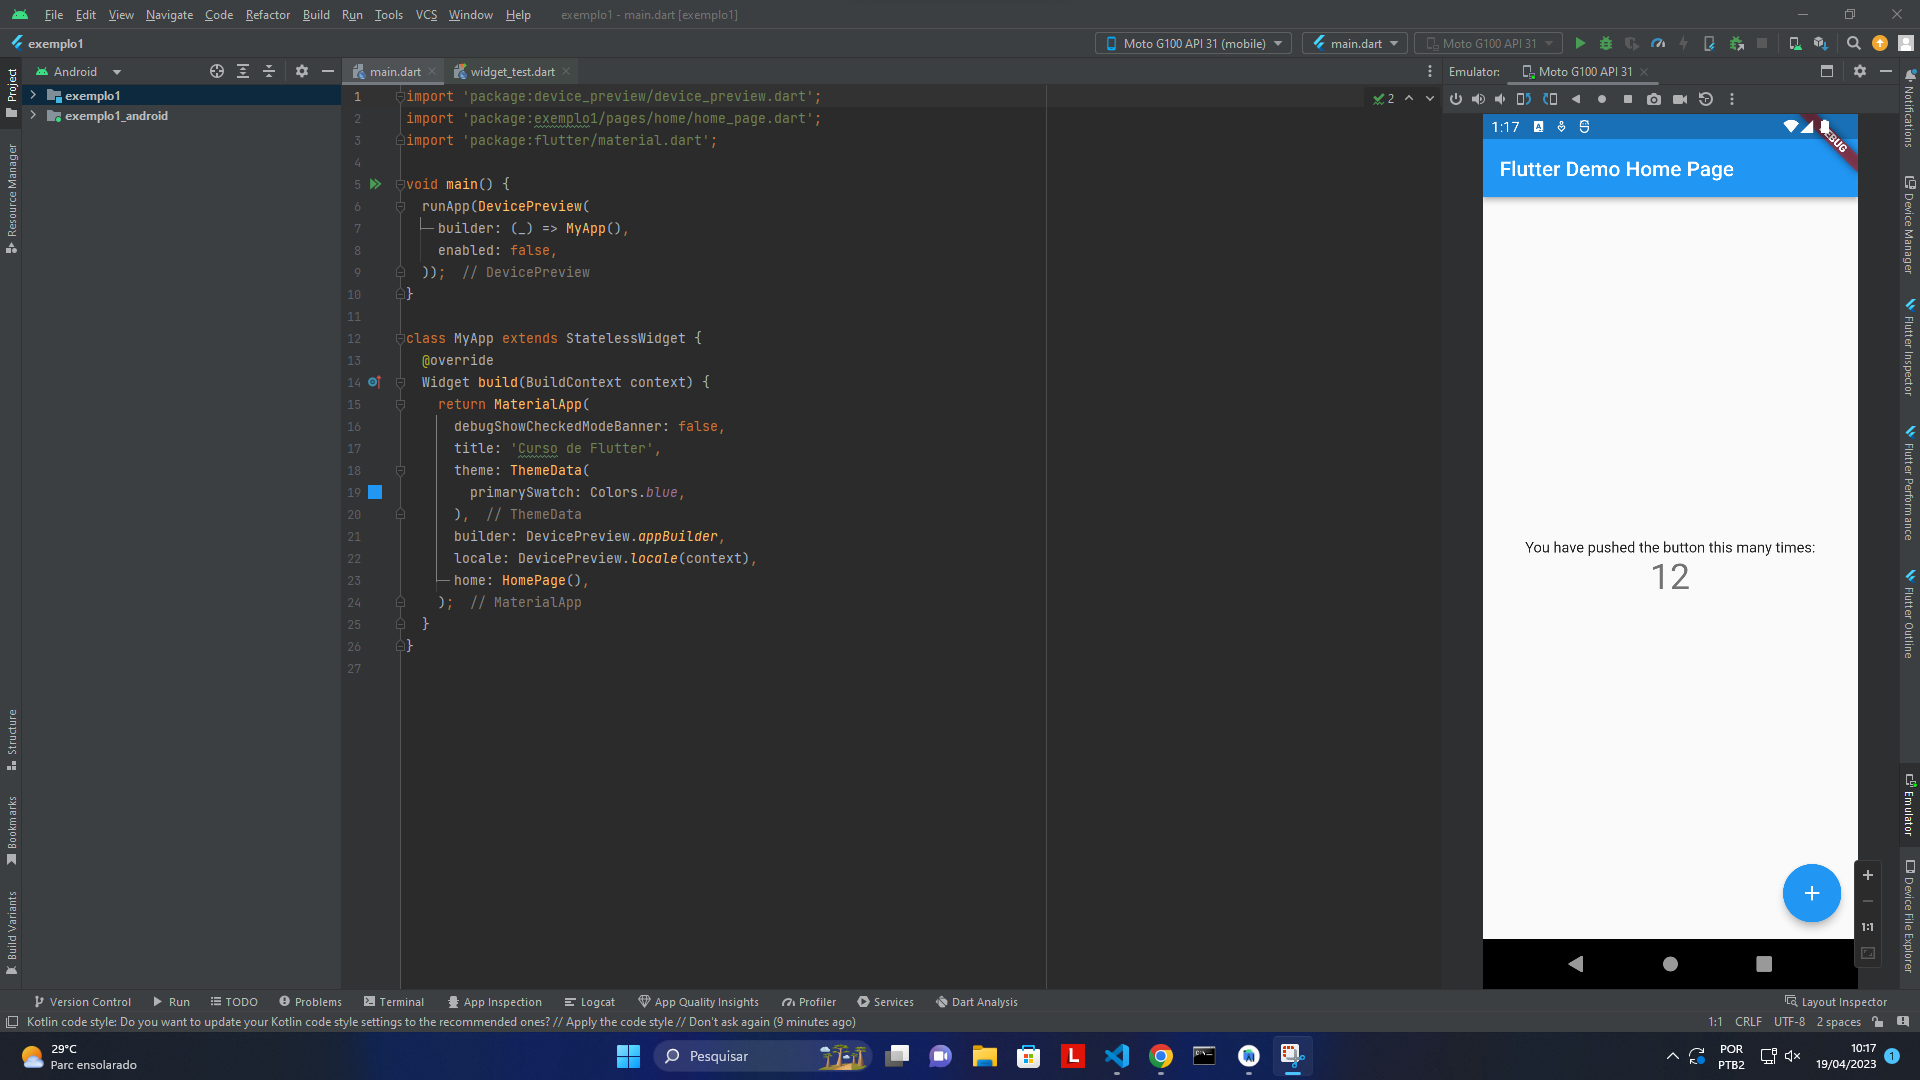 File Edit View Navigate Code Refactor Build Run Tools VCS Window Help exemplo1 - main.dart [exemplo1]
exemplo1 Moto G100 API 31 (mobile) main.dart Moto G100 API 31
Project
Android
main.dart widget_test.dart
Emulator: Moto G100 API 31
exemplo1
exemplo1_android
Resource Manager
Structure
Bookmarks
Build Variants
1 import 'package:device_preview/device_preview.dart';
2 import 'package:exemplo1/pages/home/home_page.dart';
3 import 'package:flutter/material.dart';
4
5 void main() {
6 runApp(DevicePreview(
7 builder: (_) => MyApp(),
8 enabled: false,
9 )); // DevicePreview
10 }
11
12 class MyApp extends StatelessWidget {
13 @override
14 Widget build(BuildContext context) {
15 return MaterialApp(
16 debugShowCheckedModeBanner: false,
17 title: 'Curso de Flutter',
18 theme: ThemeData(
19 primarySwatch: Colors.blue,
20 ), // ThemeData
21 builder: DevicePreview.appBuilder,
22 locale: DevicePreview.locale(context),
23 home: HomePage(),
24 ); // MaterialApp
25 }
26 }
27
2
1:17
Flutter Demo Home Page
You have pushed the button this many times:
12
1:1
Notifications
Device Manager
Flutter Inspector
Flutter Performance
Flutter Outline
Emulator
Device File Explorer
Version Control Run TODO Problems Terminal App Inspection Logcat App Quality Insights Profiler Services Dart Analysis Layout Inspector
Kotlin code style: Do you want to update your Kotlin code style settings to the recommended ones? // Apply the code style // Don't ask again (9 minutes ago) 1:1 CRLF UTF-8 2 spaces
29°C
Parc ensolarado
Pesquisar
L
POR
PTB2
10:17
19/04/2023
1